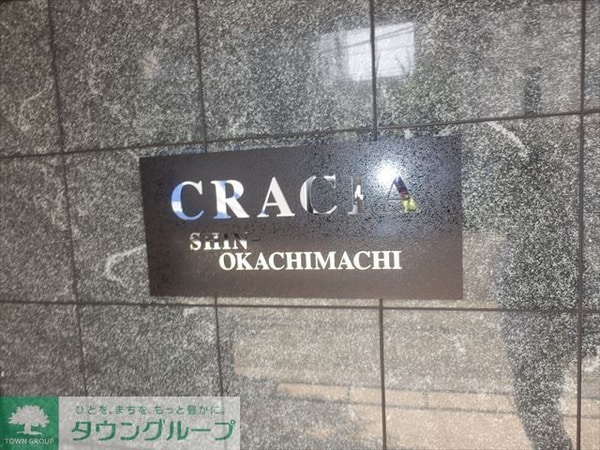 CRACIA
SHIN-
OKACHIMACHI
ひとを、まちを、もっと豊かに。
タウングループ
TOWN GROUP